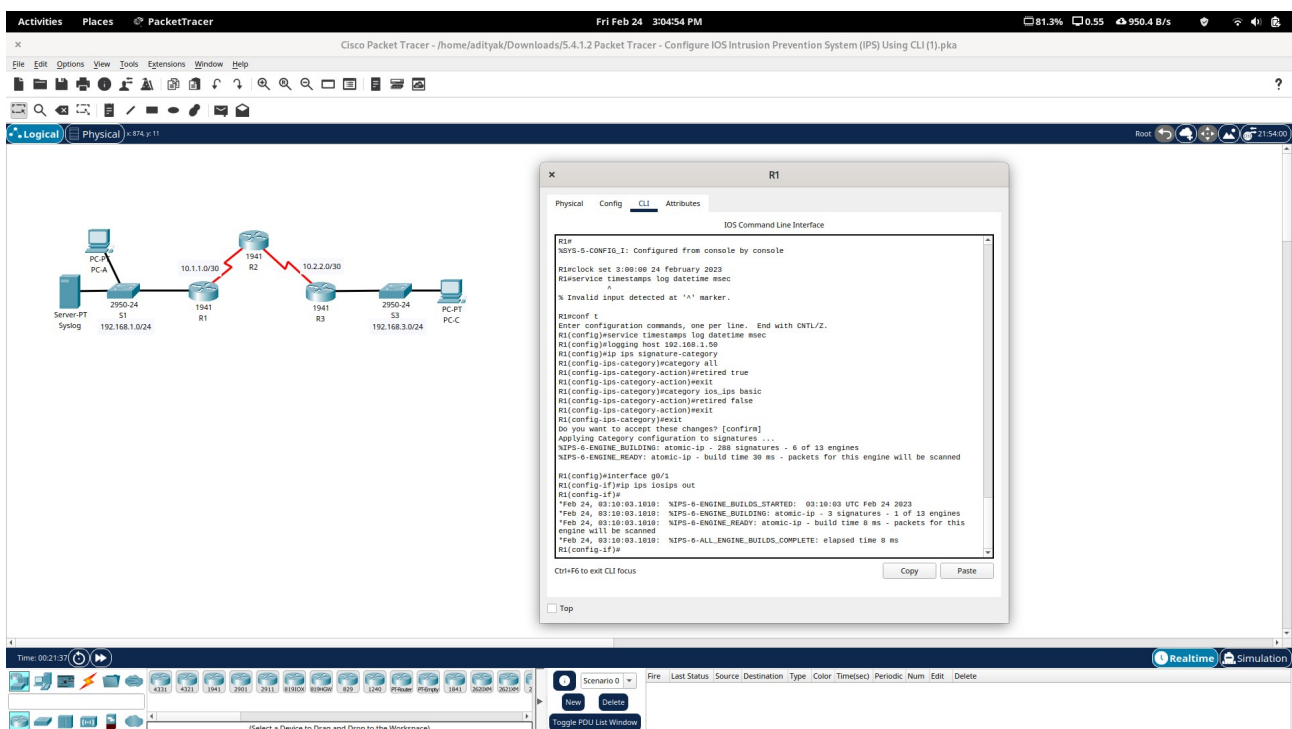 Activities Places PacketTracer Fri Feb 24 3:04:54 PM 81.3% 0.55 950.4 B/s
Cisco Packet Tracer - /home/adityak/Downloads/5.4.1.2 Packet Tracer - Configure IOS Intrusion Prevention System (IPS) Using CLI (1).pka
File Edit Options View Tools Extensions Window Help
?
Logical Physical x: 874, y: 11 Root 21:54:00
PC-PT
PC-A
Server-PT
Syslog
2950-24
S1
192.168.1.0/24
10.1.1.0/30
1941
R1
1941
R2
10.2.2.0/30
1941
R3
2950-24
S3
192.168.3.0/24
PC-PT
PC-C
R1
Physical Config CLI Attributes
IOS Command Line Interface
R1#
%SYS-5-CONFIG_I: Configured from console by console
R1#clock set 3:00:00 24 february 2023
R1#service timestamps log datetime msec
^
% Invalid input detected at '^' marker.
R1#conf t
Enter configuration commands, one per line. End with CNTL/Z.
R1(config)#service timestamps log datetime msec
R1(config)#logging host 192.168.1.50
R1(config)#ip ips signature-category
R1(config-ips-category)#category all
R1(config-ips-category-action)#retired true
R1(config-ips-category-action)#exit
R1(config-ips-category)#category ios_ips basic
R1(config-ips-category-action)#retired false
R1(config-ips-category-action)#exit
R1(config-ips-category)#exit
Do you want to accept these changes? [confirm]
Applying Category configuration to signatures ...
%IPS-6-ENGINE_BUILDING: atomic-ip - 288 signatures - 6 of 13 engines
%IPS-6-ENGINE_READY: atomic-ip - build time 30 ms - packets for this engine will be scanned
R1(config)#interface g0/1
R1(config-if)#ip ips iosips out
R1(config-if)#
*Feb 24, 03:10:03.1010: %IPS-6-ENGINE_BUILDS_STARTED: 03:10:03 UTC Feb 24 2023
*Feb 24, 03:10:03.1010: %IPS-6-ENGINE_BUILDING: atomic-ip - 3 signatures - 1 of 13 engines
*Feb 24, 03:10:03.1010: %IPS-6-ENGINE_READY: atomic-ip - build time 8 ms - packets for this
engine will be scanned
*Feb 24, 03:10:03.1010: %IPS-6-ALL_ENGINE_BUILDS_COMPLETE: elapsed time 8 ms
R1(config-if)#
Ctrl+F6 to exit CLI focus Copy Paste
Top
Time: 00:21:37 Realtime Simulation
4331 4321 1941 2901 2911 819IOX 819HGW 829 1240 PT-Router PT-Empty 1841 2620XM 2621XM 2
Scenario 0 Fire Last Status Source Destination Type Color Time(sec) Periodic Num Edit Delete
New Delete
Toggle PDU List Window
(Select a Device to Drag and Drop to the Workspace)